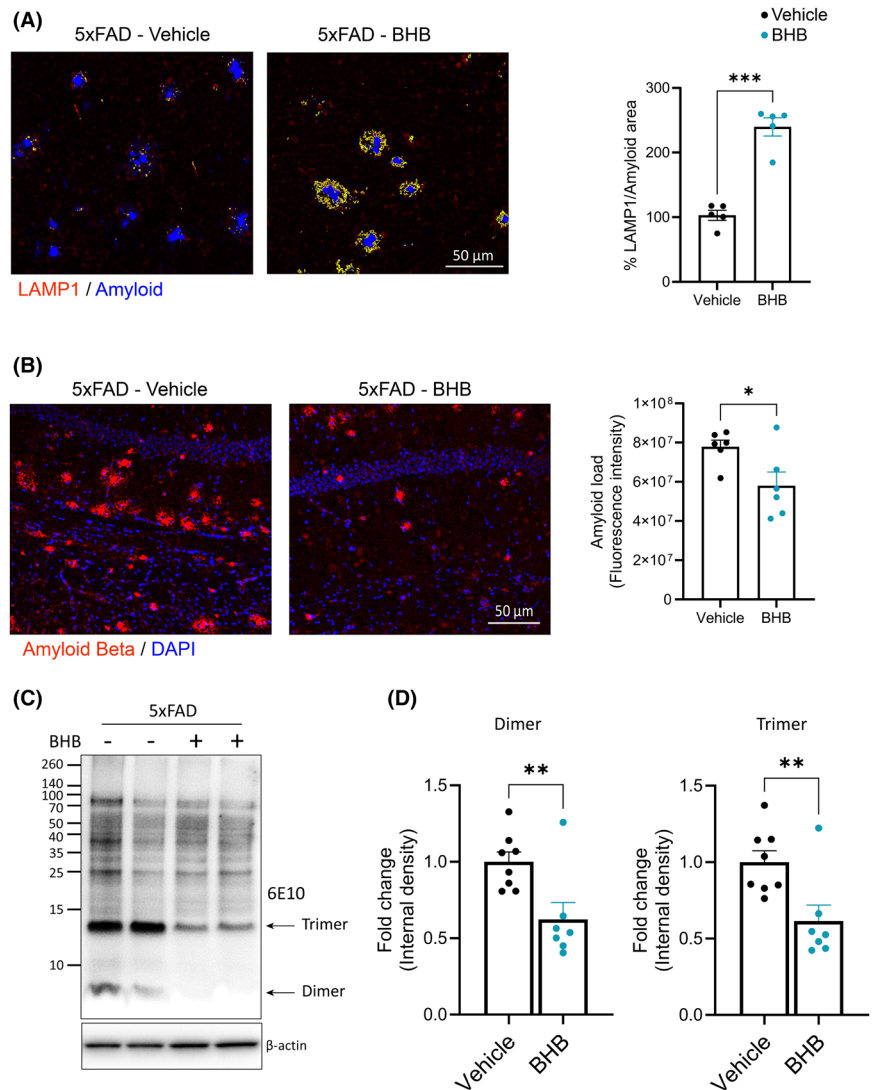 (A)
5xFAD - Vehicle
5xFAD - BHB
50 µm
LAMP1 / Amyloid
Vehicle
BHB
% LAMP1/Amyloid area
300
200
100
0
***
Vehicle
BHB
(B)
5xFAD - Vehicle
5xFAD - BHB
50 µm
Amyloid Beta / DAPI
Amyloid load
(Fluorescence intensity)
1×10⁸
8×10⁷
6×10⁷
4×10⁷
2×10⁷
0
*
Vehicle
BHB
(C)
5xFAD
BHB - - + +
260
140
100
70
50
40
35
25
15
10
6E10
Trimer
Dimer
β-actin
(D)
Dimer
Fold change
(Internal density)
1.5
1.0
0.5
0.0
**
Vehicle
BHB
Trimer
Fold change
(Internal density)
1.5
1.0
0.5
0.0
**
Vehicle
BHB